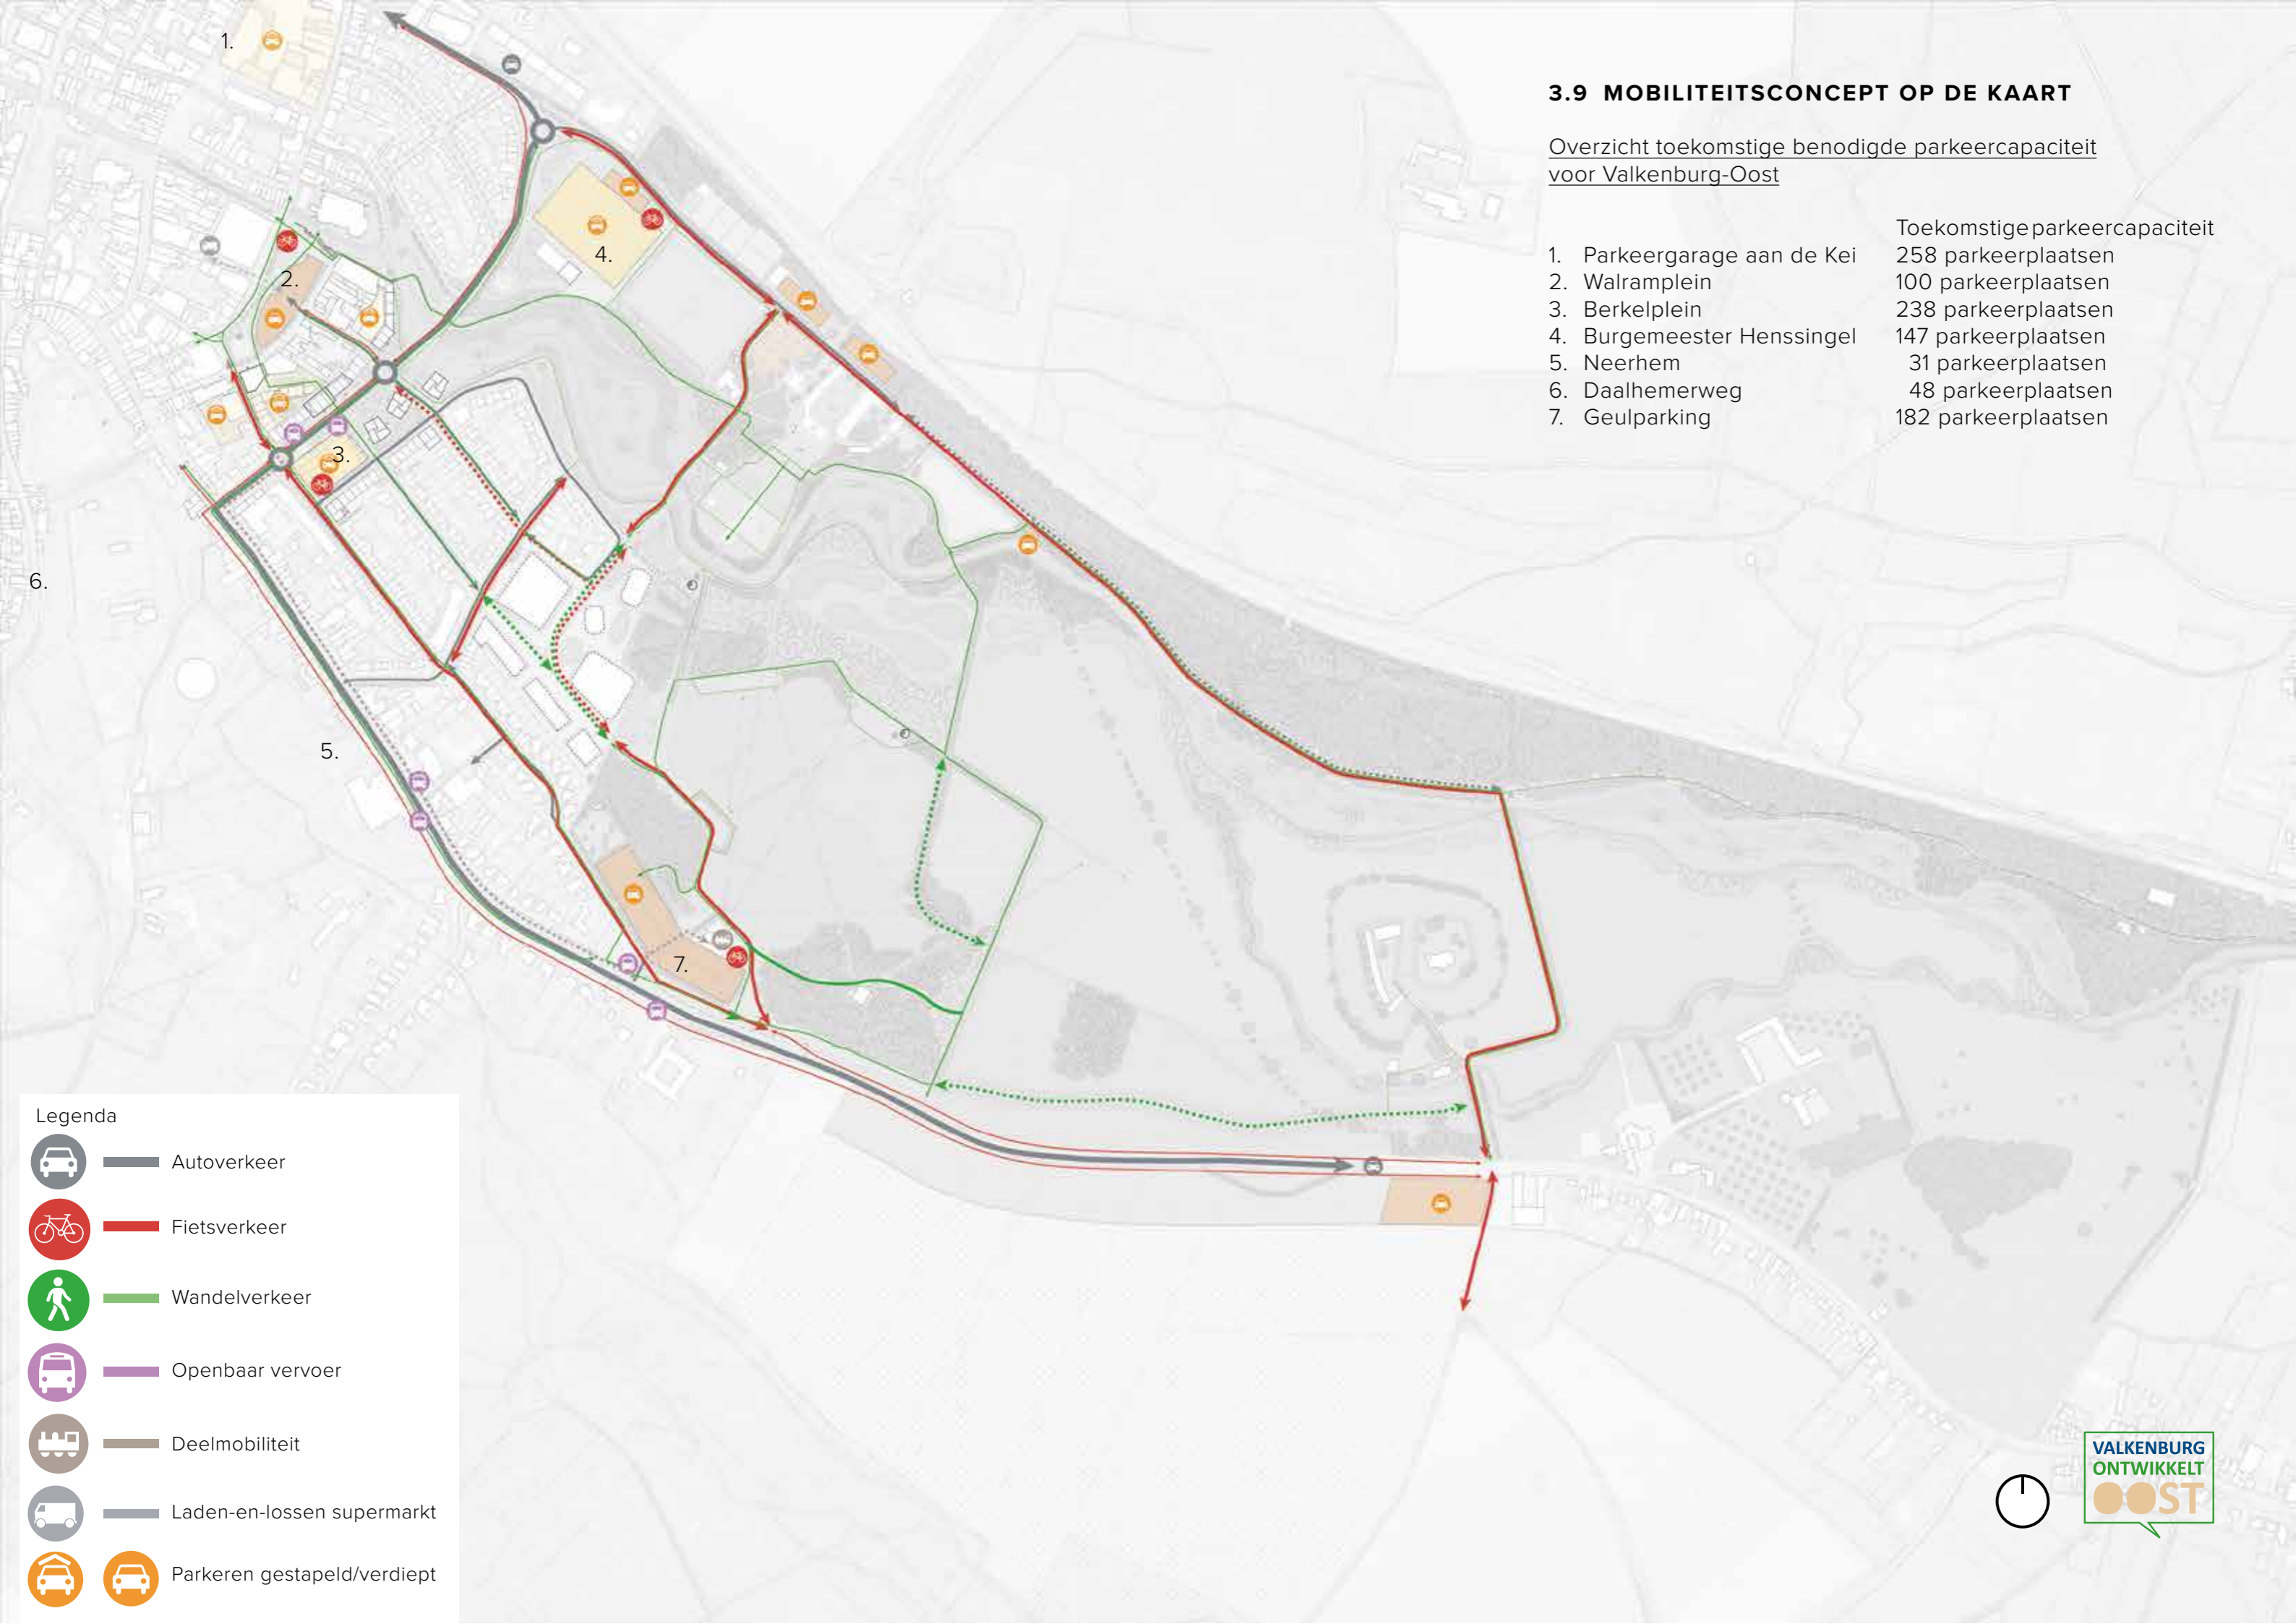 3.9 MOBILITEITSCONCEPT OP DE KAART
Overzicht toekomstige benodigde parkeercapaciteit
voor Valkenburg-Oost
Toekomstige parkeercapaciteit
1. Parkeergarage aan de Kei 258 parkeerplaatsen
2. Walramplein 100 parkeerplaatsen
3. Berkelplein 238 parkeerplaatsen
4. Burgemeester Henssingel 147 parkeerplaatsen
5. Neerhem 31 parkeerplaatsen
6. Daalhemerweg 48 parkeerplaatsen
7. Geulparking 182 parkeerplaatsen
1.
2.
4.
3.
6.
5.
7.
Legenda
Autoverkeer
Fietsverkeer
Wandelverkeer
Openbaar vervoer
Deelmobiliteit
Laden-en-lossen supermarkt
Parkeren gestapeld/verdiept
VALKENBURG
ONTWIKKELT
OOST